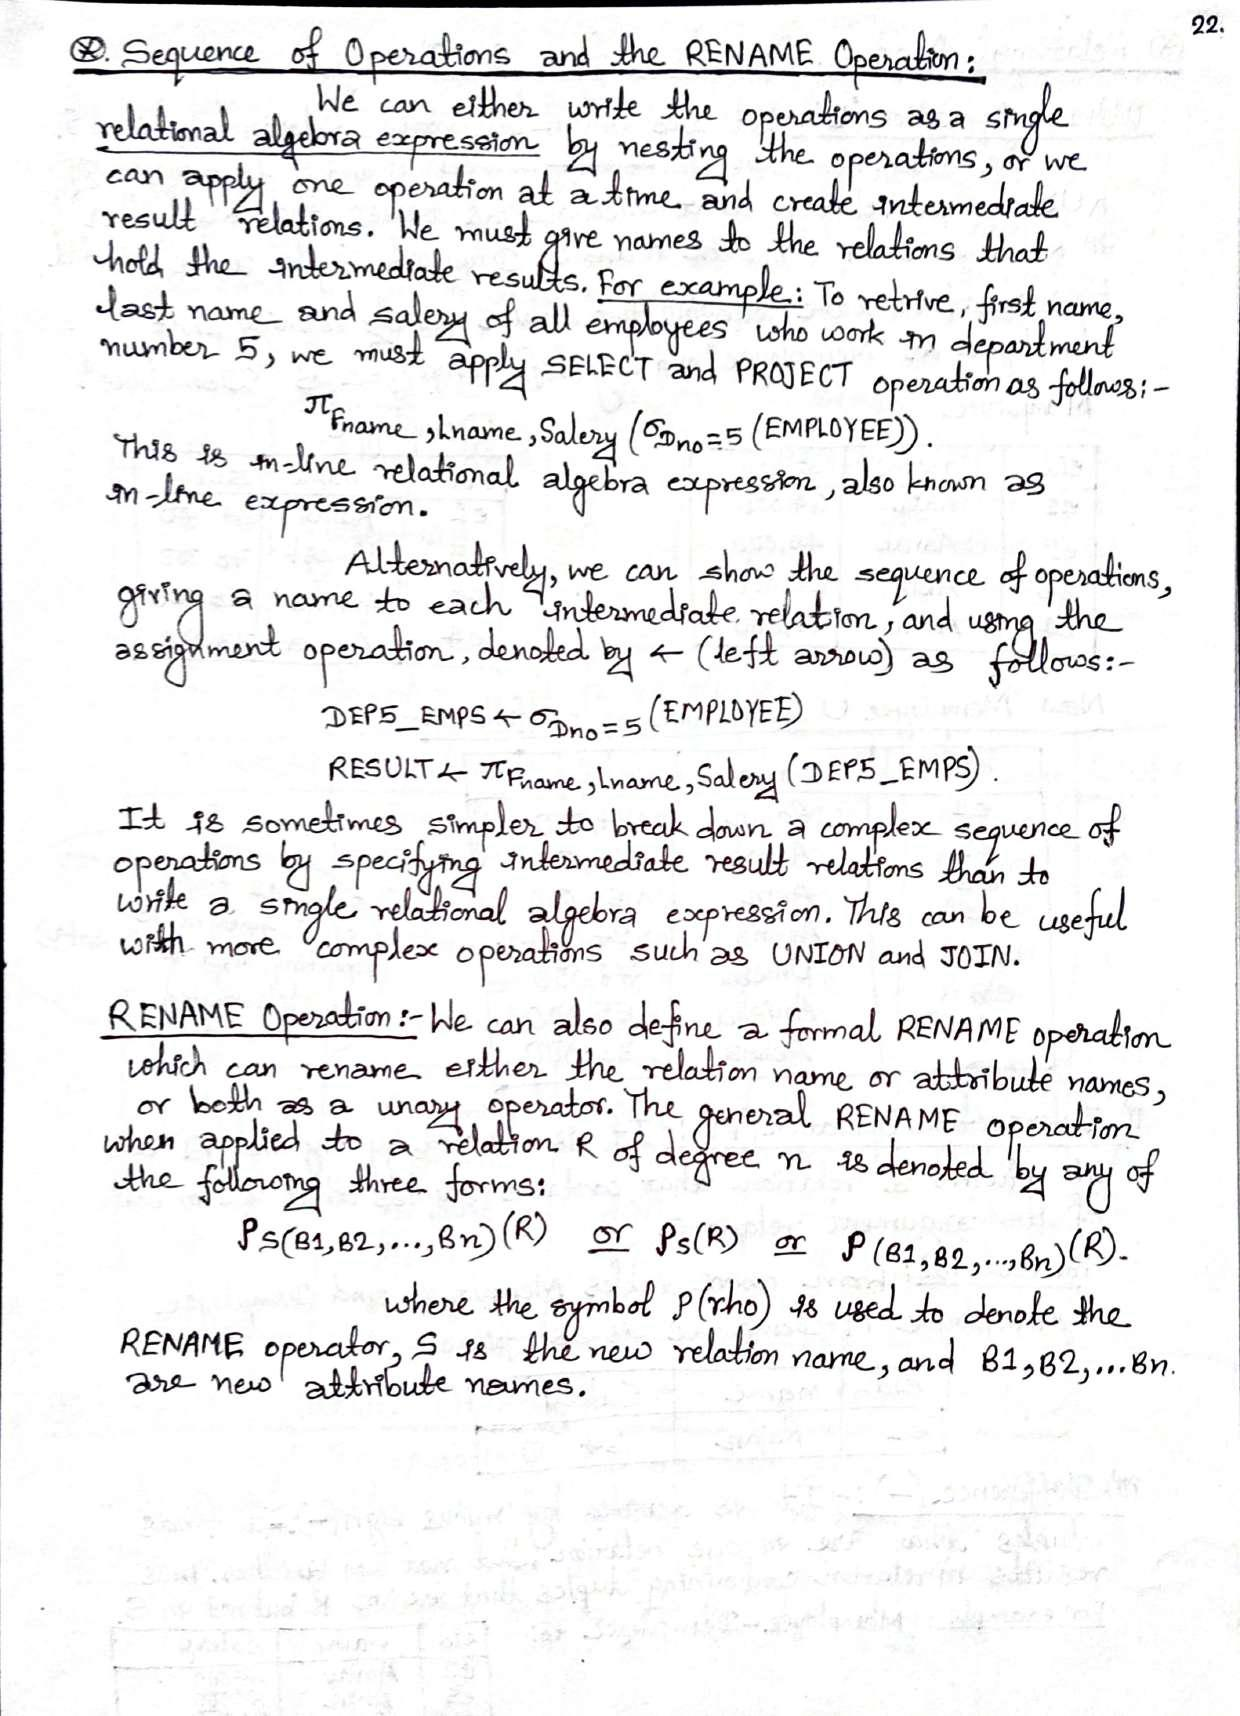 22.
⊛. Sequence of Operations and the RENAME Operation:
We can either write the operations as a single
relational algebra expression by nesting the operations, or we
can apply one operation at a time and create intermediate
result relations. We must give names to the relations that
hold the intermediate results. For example: To retrive, first name,
last name and salery of all employees who work in department
number 5, we must apply SELECT and PROJECT operation as follows:-
π Fname, Lname, Salery (σ Dno=5 (EMPLOYEE)).
This is in-line relational algebra expression, also known as
in-line expression.
Alternatively, we can show the sequence of operations,
giving a name to each intermediate relation, and using the
assignment operation, denoted by ← (left arrow) as follows:-
DEP5_EMPS ← σ Dno=5 (EMPLOYEE)
RESULT ← π Fname, Lname, Salery (DEP5_EMPS).
It is sometimes simpler to break down a complex sequence of
operations by specifying intermediate result relations than to
write a single relational algebra expression. This can be useful
with more complex operations such as UNION and JOIN.
RENAME Operation:- We can also define a formal RENAME operation
which can rename either the relation name or attribute names,
or both as a unary operator. The general RENAME operation
when applied to a relation R of degree n is denoted by any of
the following three forms:
ρ S(B1,B2,...,Bn) (R) or ρ S (R) or ρ (B1,B2,...,Bn) (R).
where the symbol ρ (rho) is used to denote the
RENAME operator, S is the new relation name, and B1,B2,...Bn.
are new attribute names.